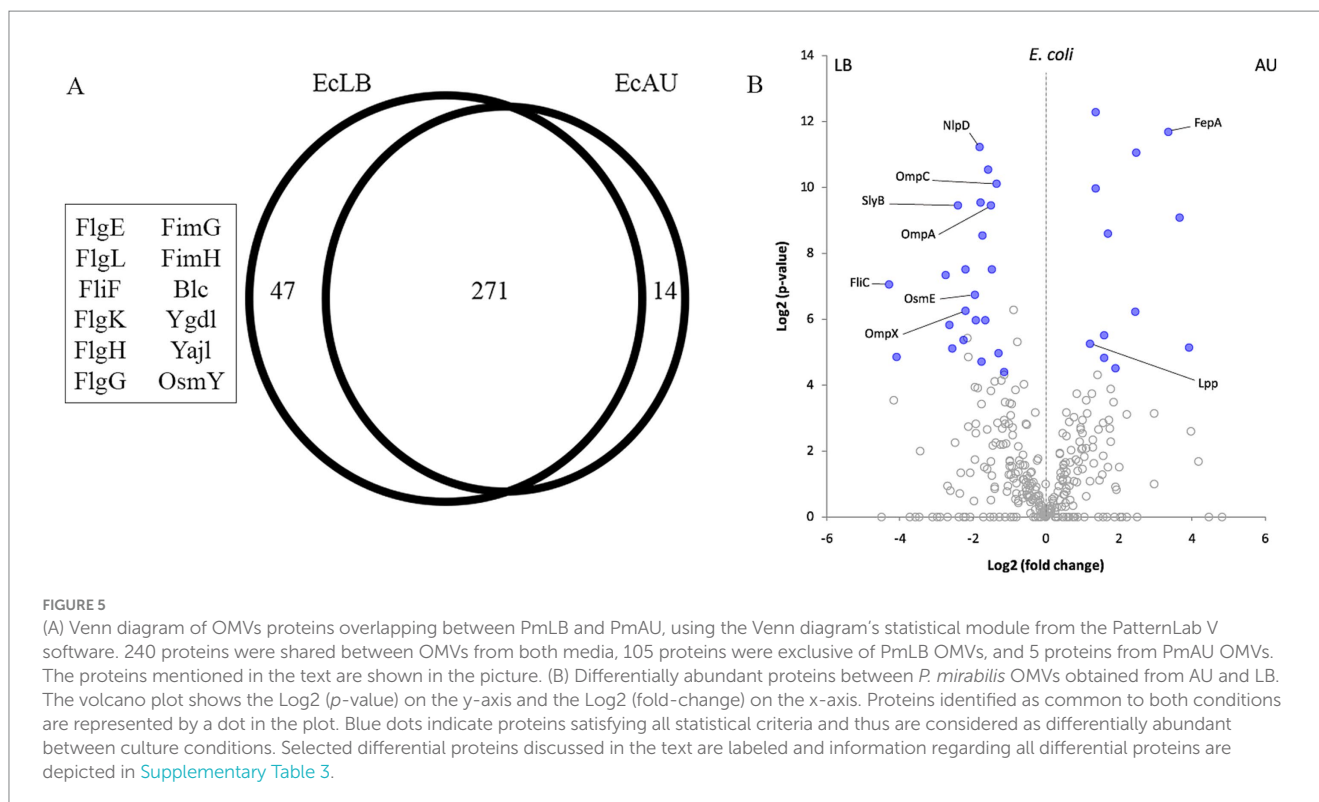 A
EcLB
EcAU
FlgE FimG
FlgL FimH
FliF Blc
FlgK Ygdl
FlgH Yajl
FlgG OsmY
47
271
14
B
E. coli
LB
AU
14
12
10
8
6
4
2
0
Log2 (p-value)
NlpD
OmpC
SlyB
OmpA
FliC
OsmE
OmpX
FepA
Lpp
-6
-4
-2
0
2
4
6
Log2 (fold change)
FIGURE 5
(A) Venn diagram of OMVs proteins overlapping between PmLB and PmAU, using the Venn diagram's statistical module from the PatternLab V
software. 240 proteins were shared between OMVs from both media, 105 proteins were exclusive of PmLB OMVs, and 5 proteins from PmAU OMVs.
The proteins mentioned in the text are shown in the picture. (B) Differentially abundant proteins between P. mirabilis OMVs obtained from AU and LB.
The volcano plot shows the Log2 (p-value) on the y-axis and the Log2 (fold-change) on the x-axis. Proteins identified as common to both conditions
are represented by a dot in the plot. Blue dots indicate proteins satisfying all statistical criteria and thus are considered as differentially abundant
between culture conditions. Selected differential proteins discussed in the text are labeled and information regarding all differential proteins are
depicted in Supplementary Table 3.